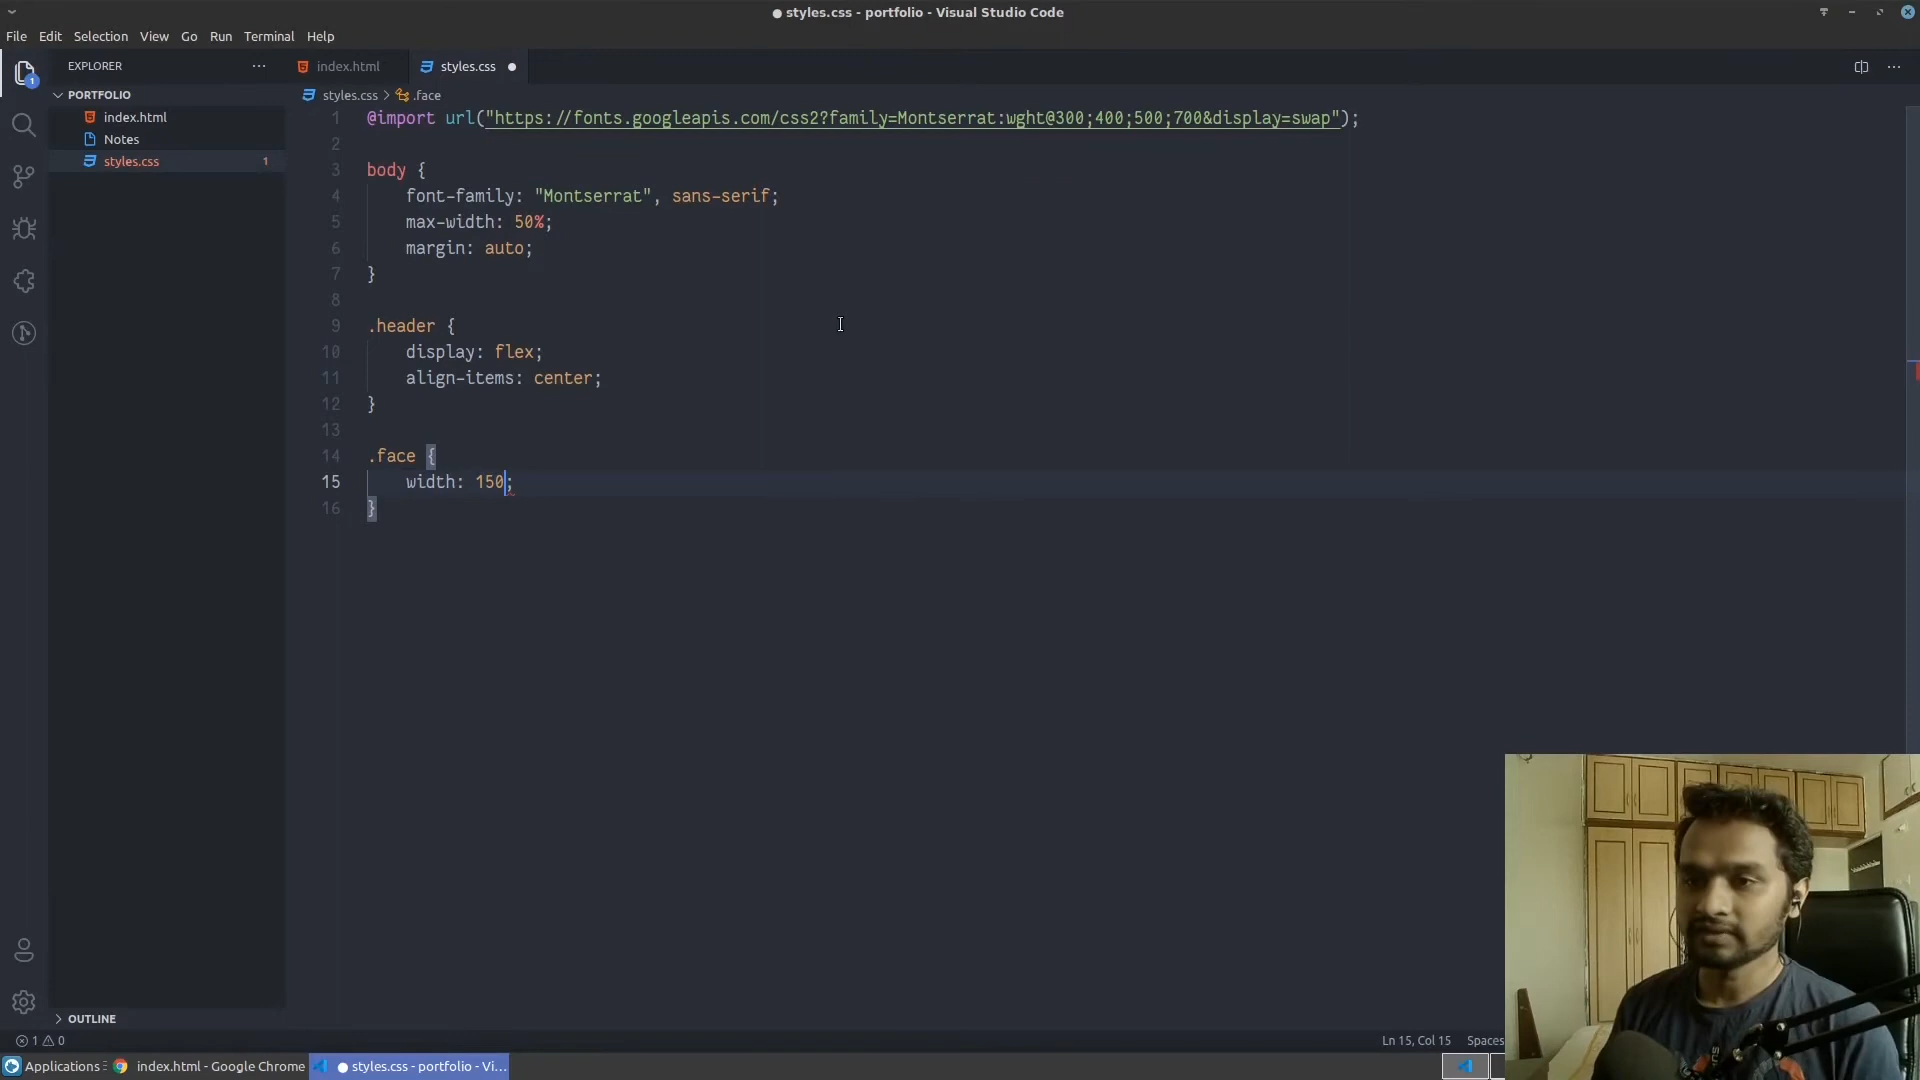 ● styles.css - portfolio - Visual Studio Code
File Edit Selection View Go Run Terminal Help
EXPLORER ···
index.html
styles.css ●
1
PORTFOLIO
index.html
Notes
styles.css 1
styles.css > .face
1 @import url("https://fonts.googleapis.com/css2?family=Montserrat:wght@300;400;500;700&display=swap");
2
3 body {
4 font-family: "Montserrat", sans-serif;
5 max-width: 50%;
6 margin: auto;
7 }
8
9 .header {
10 display: flex;
11 align-items: center;
12 }
13
14 .face {
15 width: 150;
16 }
OUTLINE
1 0
Ln 15, Col 15 Spaces
Applications
index.html - Google Chrome
● styles.css - portfolio - Vi...